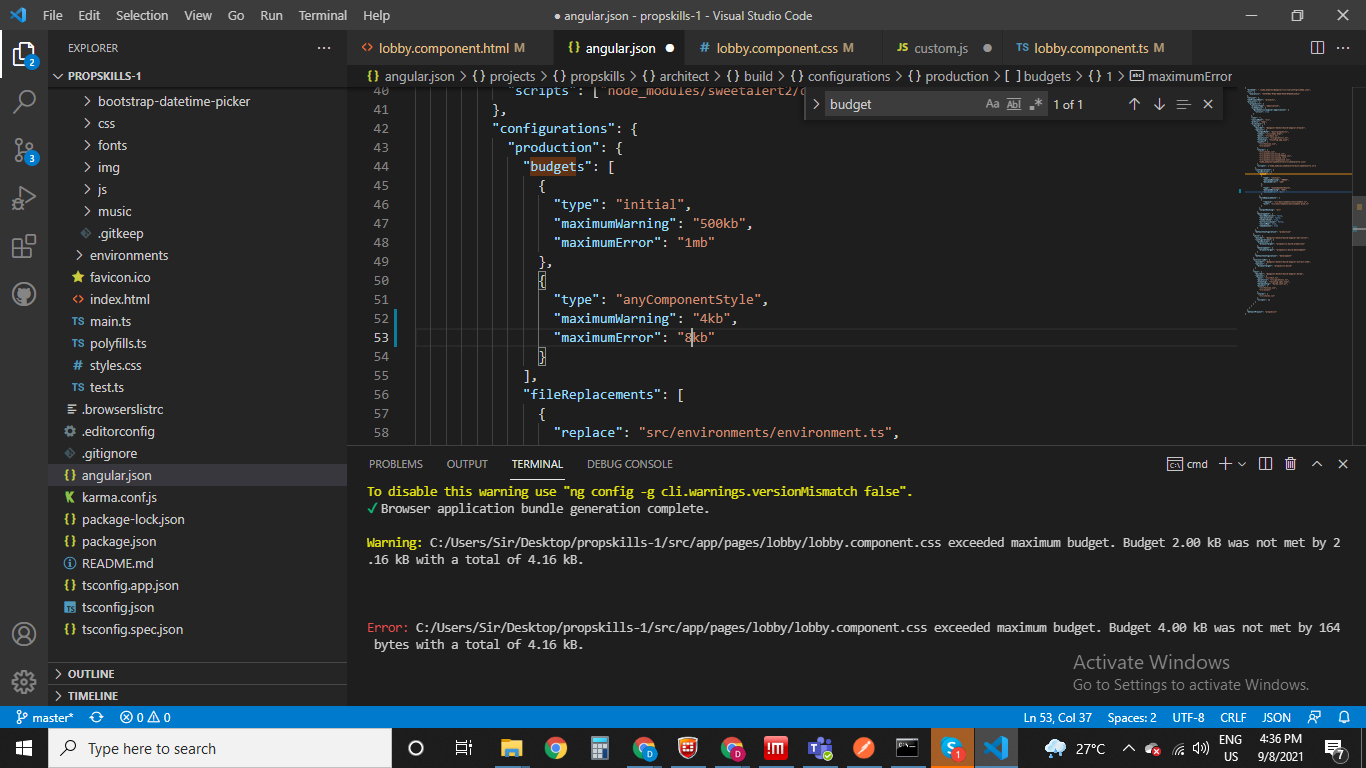 File Edit Selection View Go Run Terminal Help
● angular.json - propskills-1 - Visual Studio Code
EXPLORER
PROPSKILLS-1
bootstrap-datetime-picker
css
fonts
img
js
music
.gitkeep
environments
favicon.ico
index.html
main.ts
polyfills.ts
styles.css
test.ts
.browserslistrc
.editorconfig
.gitignore
angular.json
karma.conf.js
package-lock.json
package.json
README.md
tsconfig.app.json
tsconfig.json
tsconfig.spec.json
OUTLINE
TIMELINE
2
3
lobby.component.html M angular.json ● lobby.component.css M custom.js ● lobby.component.ts M
{} angular.json > {} projects > {} propskills > {} architect > {} build > {} configurations > {} production > [ ] budgets > {} 1 > maximumError
budget Aa Abl .* 1 of 1
40 "scripts": ["node_modules/sweetalert2/
41 },
42 "configurations": {
43 "production": {
44 "budgets": [
45 {
46 "type": "initial",
47 "maximumWarning": "500kb",
48 "maximumError": "1mb"
49 },
50 {
51 "type": "anyComponentStyle",
52 "maximumWarning": "4kb",
53 "maximumError": "8kb"
54 }
55 ],
56 "fileReplacements": [
57 {
58 "replace": "src/environments/environment.ts",
PROBLEMS OUTPUT TERMINAL DEBUG CONSOLE
cmd
To disable this warning use "ng config -g cli.warnings.versionMismatch false".
✓ Browser application bundle generation complete.
Warning: C:/Users/Sir/Desktop/propskills-1/src/app/pages/lobby/lobby.component.css exceeded maximum budget. Budget 2.00 kB was not met by 2
.16 kB with a total of 4.16 kB.
Error: C:/Users/Sir/Desktop/propskills-1/src/app/pages/lobby/lobby.component.css exceeded maximum budget. Budget 4.00 kB was not met by 164
bytes with a total of 4.16 kB.
Activate Windows
Go to Settings to activate Windows.
master* 0 0
Ln 53, Col 37 Spaces: 2 UTF-8 CRLF JSON
Type here to search
27°C
ENG
US
4:36 PM
9/8/2021
7